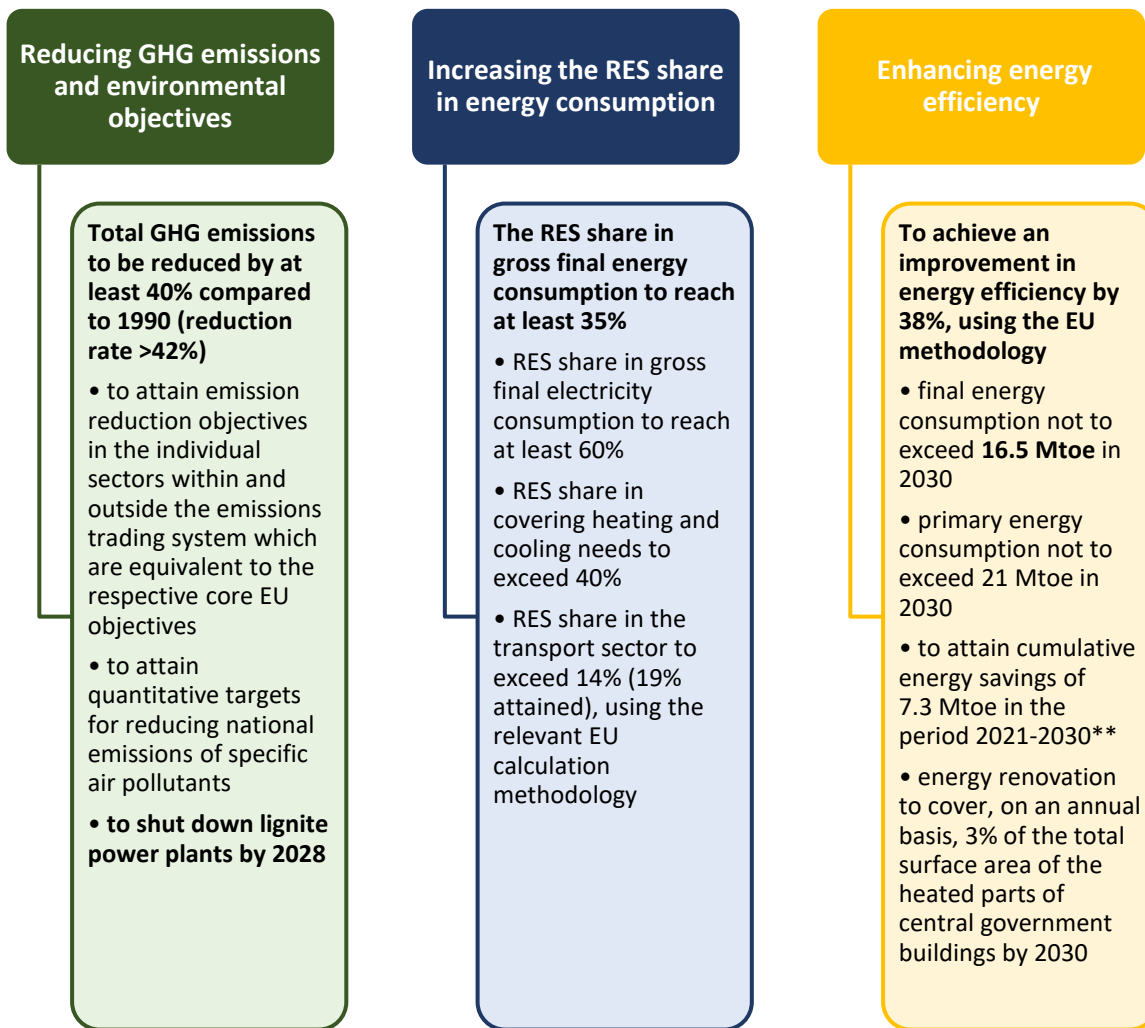 Reducing GHG emissions
and environmental
objectives
Total GHG emissions
to be reduced by at
least 40% compared
to 1990 (reduction
rate >42%)
• to attain emission
reduction objectives
in the individual
sectors within and
outside the emissions
trading system which
are equivalent to the
respective core EU
objectives
• to attain
quantitative targets
for reducing national
emissions of specific
air pollutants
• to shut down lignite
power plants by 2028
Increasing the RES share
in energy consumption
The RES share in
gross final energy
consumption to reach
at least 35%
• RES share in gross
final electricity
consumption to reach
at least 60%
• RES share in
covering heating and
cooling needs to
exceed 40%
• RES share in the
transport sector to
exceed 14% (19%
attained), using the
relevant EU
calculation
methodology
Enhancing energy
efficiency
To achieve an
improvement in
energy efficiency by
38%, using the EU
methodology
• final energy
consumption not to
exceed 16.5 Mtoe in
2030
• primary energy
consumption not to
exceed 21 Mtoe in
2030
• to attain cumulative
energy savings of
7.3 Mtoe in the
period 2021-2030**
• energy renovation
to cover, on an annual
basis, 3% of the total
surface area of the
heated parts of
central government
buildings by 2030